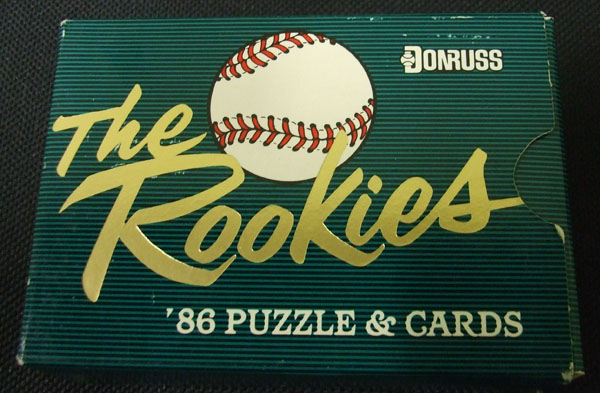 DONRUSS
The
Rookies
'86 PUZZLE & CARDS